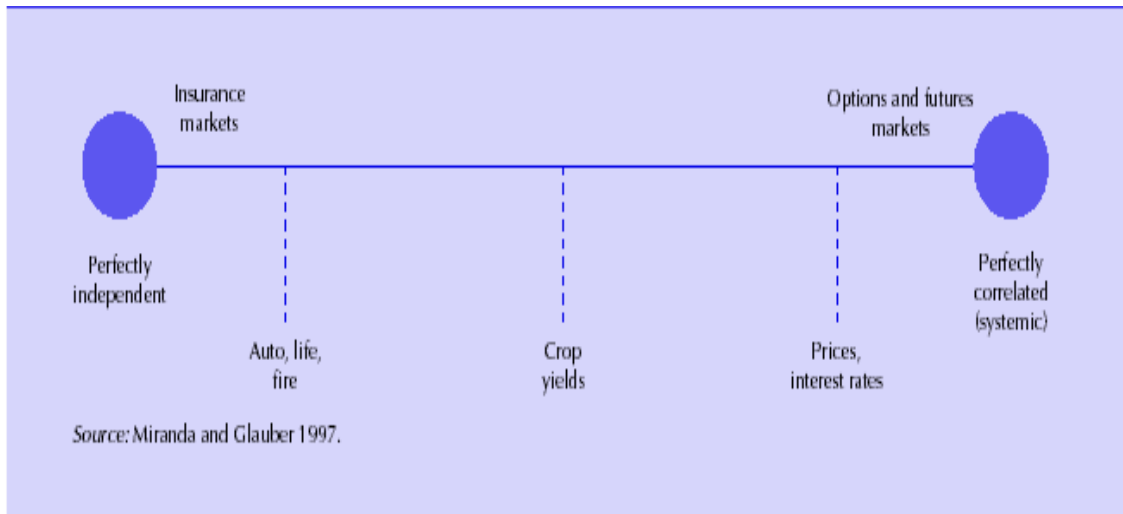 Insurance
markets
Options and futures
markets
Perfectly
independent
Perfectly
correlated
(systemic)
Auto, life,
fire
Crop
yields
Prices,
interest rates
Source: Miranda and Glauber 1997.